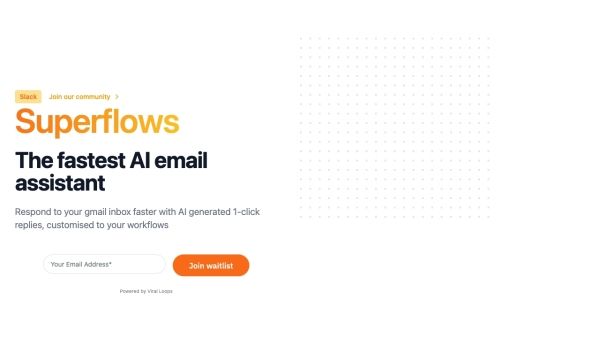 Slack Join our community >
Superflows
The fastest AI email
assistant
Respond to your gmail inbox faster with AI generated 1-click
replies, customised to your workflows
Your Email Address* Join waitlist
Powered by Viral Loops